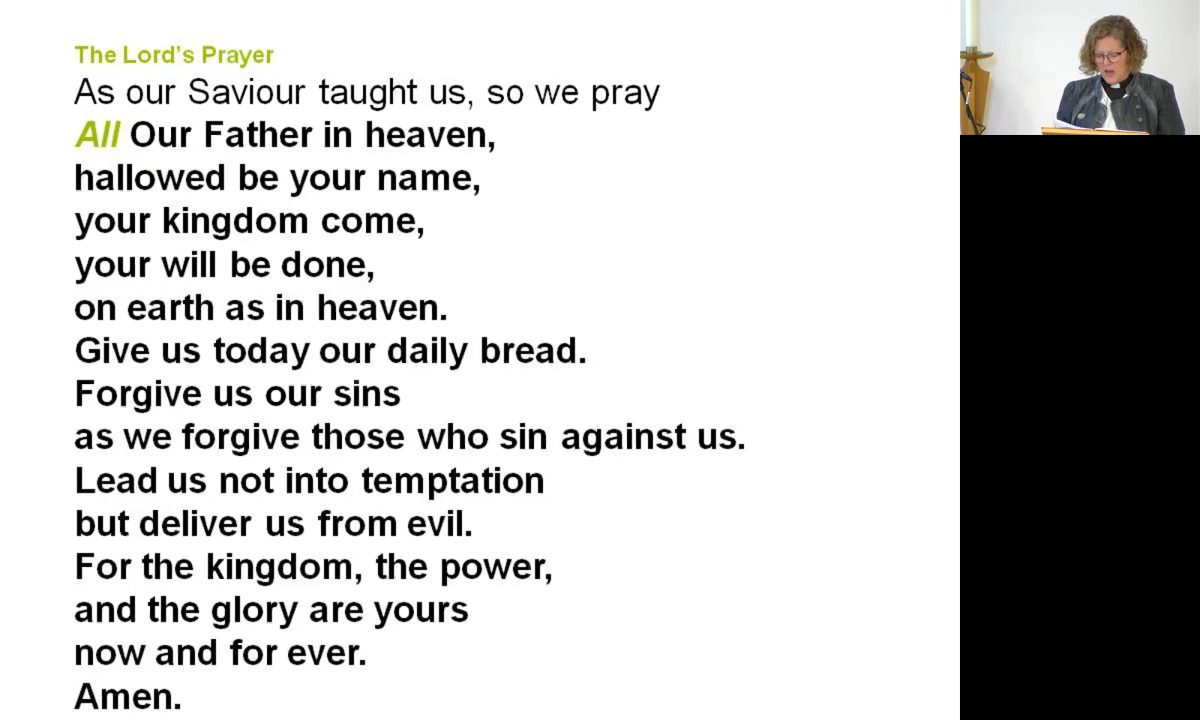 The Lord's Prayer
As our Saviour taught us, so we pray
All Our Father in heaven,
hallowed be your name,
your kingdom come,
your will be done,
on earth as in heaven.
Give us today our daily bread.
Forgive us our sins
as we forgive those who sin against us.
Lead us not into temptation
but deliver us from evil.
For the kingdom, the power,
and the glory are yours
now and for ever.
Amen.